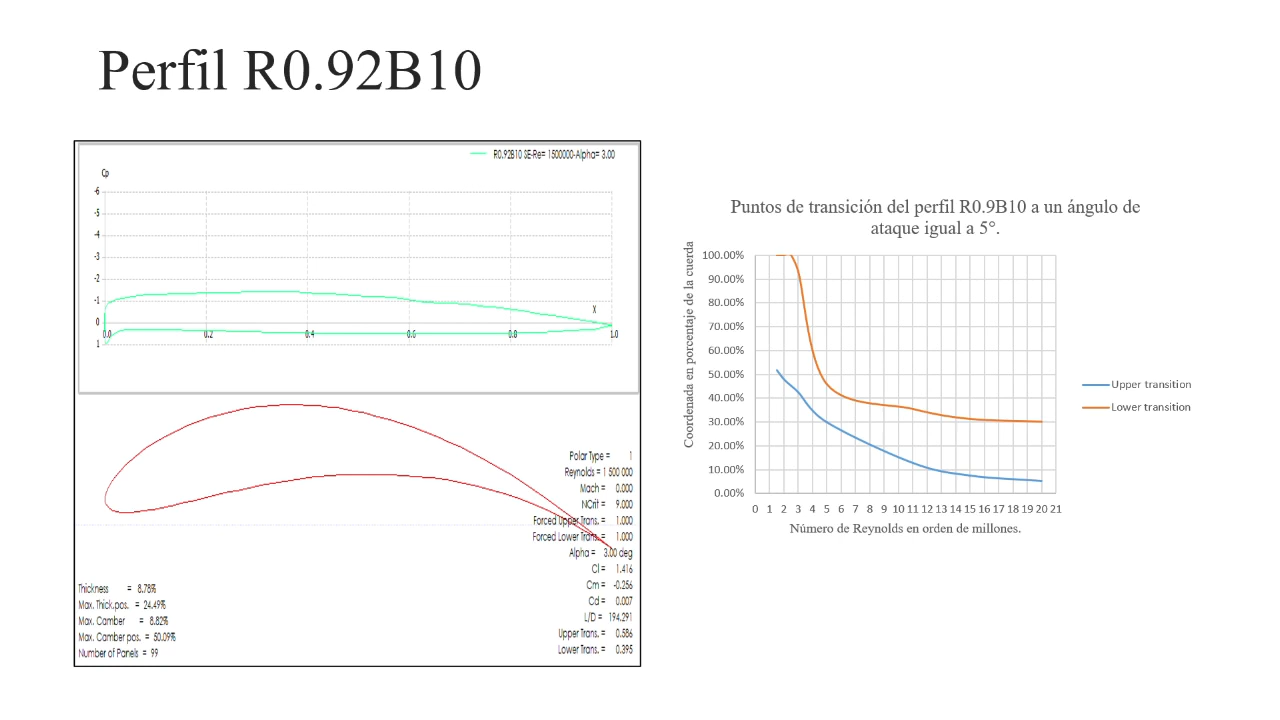 Perfil R0.92B10
R0.92B10 SE-Re= 1500000-Alpha= 3.00
Cp
-6
-5
-4
-3
-2
-1
0
1
X
0.0 0.2 0.4 0.6 0.8 1.0
Polar Type = 1
Reynolds = 1 500 000
Mach = 0.000
NCrit = 9.000
Forced Upper Trans. = 1.000
Forced Lower Trans. = 1.000
Alpha = 3.00 deg
Cl = 1.416
Cm = -0.256
Cd = 0.007
L/D = 194.291
Upper Trans. = 0.586
Lower Trans. = 0.395
Thickness = 8.78%
Max. Thick.pos. = 24.49%
Max. Camber = 8.82%
Max. Camber pos. = 50.09%
Number of Panels = 99
Puntos de transición del perfil R0.9B10 a un ángulo de
ataque igual a 5°.
Coordenada en porcentaje de la cuerda
100.00%
90.00%
80.00%
70.00%
60.00%
50.00%
40.00%
30.00%
20.00%
10.00%
0.00%
0 1 2 3 4 5 6 7 8 9 10 11 12 13 14 15 16 17 18 19 20 21
Número de Reynolds en orden de millones.
Upper transition
Lower transition